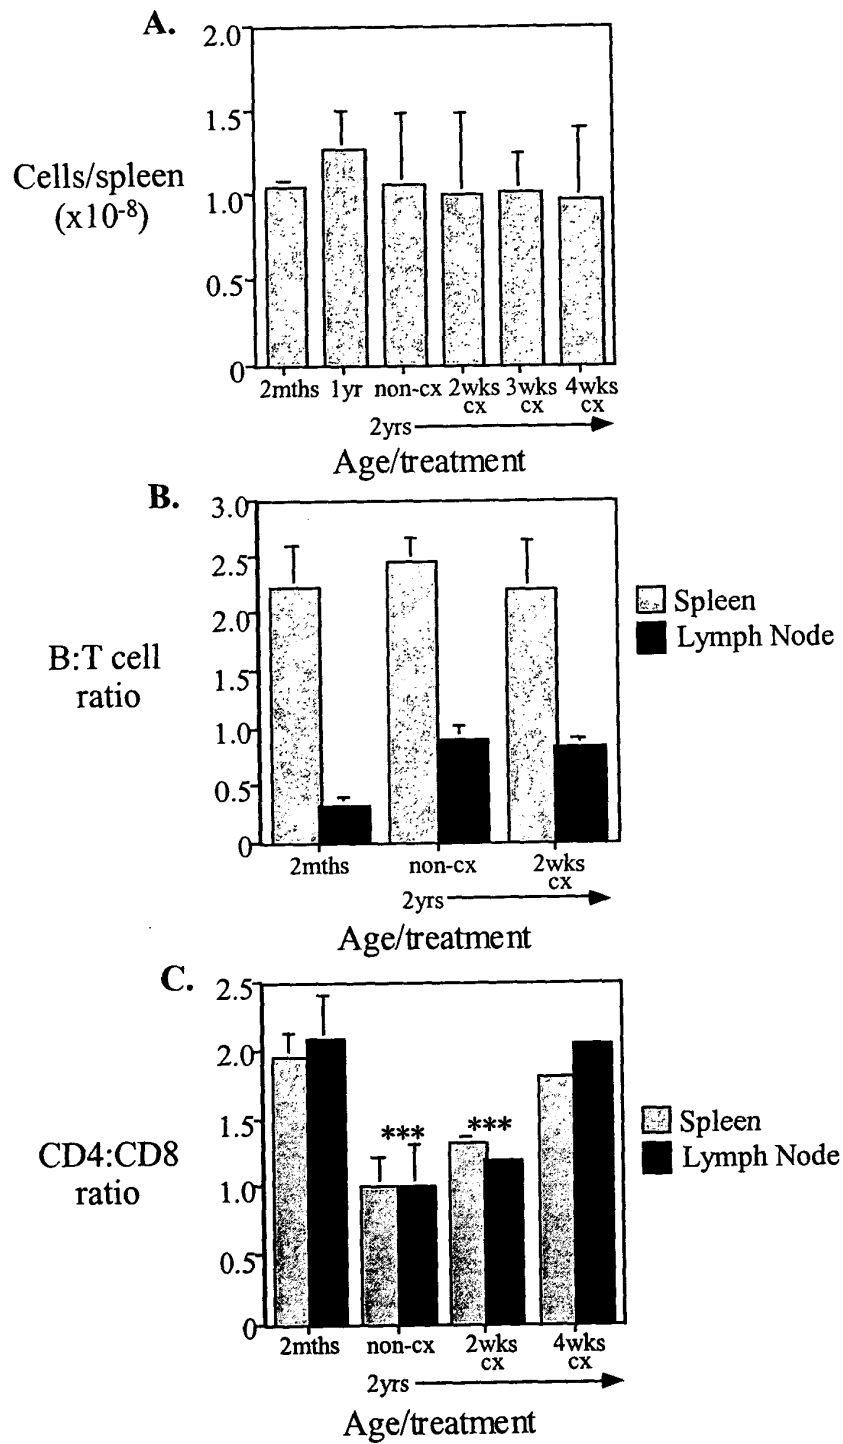 A.
2.0
1.5
Cells/spleen
(x10-8)
1.0
0.5
0
2mths 1yr non-cx 2wks 3wks 4wks
cx cx cx
2yrs
Age/treatment
B.
3.0
2.5
Spleen
2.0
Lymph Node
B:T cell
ratio
1.5
1.0
0.5
0
2mths non-cx 2wks
cx
2yrs
Age/treatment
C.
2.5
2.0
1.5
*** ***
Spleen
CD4:CD8
ratio
Lymph Node
1.0
0.5
0
2mths non-cx 2wks 4wks
cx cx
2yrs
Age/treatment